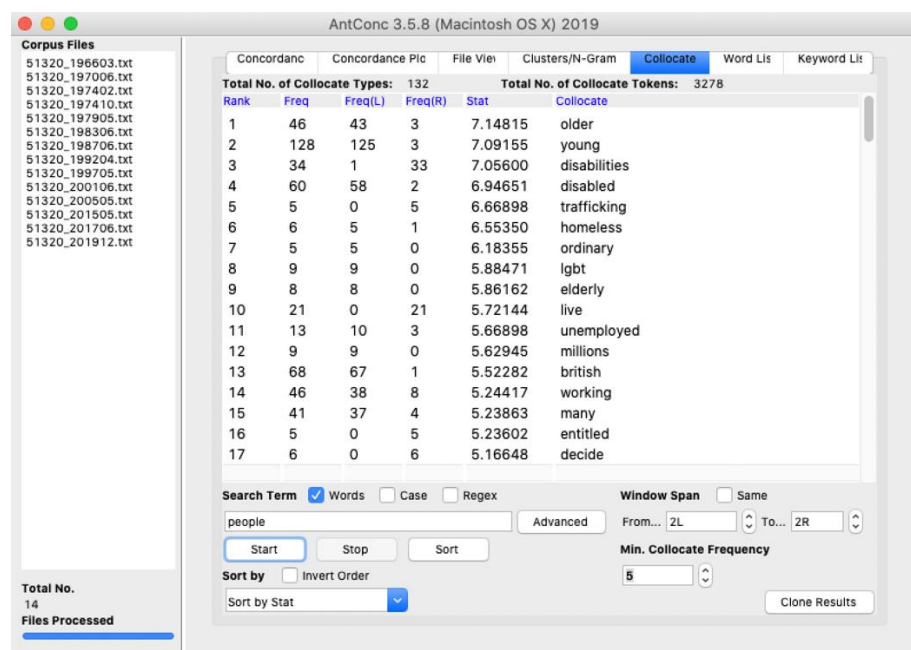 AntConc 3.5.8 (Macintosh OS X) 2019
Corpus Files
51320_196603.txt
51320_197006.txt
51320_197402.txt
51320_197410.txt
51320_197905.txt
51320_198306.txt
51320_198706.txt
51320_199204.txt
51320_199705.txt
51320_200106.txt
51320_200505.txt
51320_201505.txt
51320_201706.txt
51320_201912.txt
Total No.
14
Files Processed
Concordanc Concordance Plo File Viev Clusters/N-Gram Collocate Word Lis Keyword Lis
Total No. of Collocate Types: 132 Total No. of Collocate Tokens: 3278
Rank Freq Freq(L) Freq(R) Stat Collocate
1 46 43 3 7.14815 older
2 128 125 3 7.09155 young
3 34 1 33 7.05600 disabilities
4 60 58 2 6.94651 disabled
5 5 0 5 6.66898 trafficking
6 6 5 1 6.55350 homeless
7 5 5 0 6.18355 ordinary
8 9 9 0 5.88471 lgbt
9 8 8 0 5.86162 elderly
10 21 0 21 5.72144 live
11 13 10 3 5.66898 unemployed
12 9 9 0 5.62945 millions
13 68 67 1 5.52282 british
14 46 38 8 5.24417 working
15 41 37 4 5.23863 many
16 5 0 5 5.23602 entitled
17 6 0 6 5.16648 decide
Search Term Words Case Regex Window Span Same
people Advanced From... 2L To... 2R
Start Stop Sort Min. Collocate Frequency
Sort by Invert Order 5
Sort by Stat Clone Results